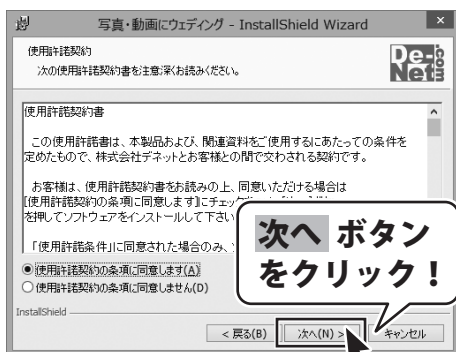 写真・動画にウェディング - InstallShield Wizard
使用許諾契約
次の使用許諾契約書を注意深くお読みください。
De-Net.com
使用許諾契約書
この使用許諾書は、本製品および、関連資料をご使用するにあたっての条件を
定めたもので、株式会社デネットとお客様との間で交わされる契約です。
お客様は、使用許諾契約書をお読みの上、同意いただける場合は
[使用許諾契約の条項に同意します]にチェック
を押してソフトウェアをインストールして下さい
「使用許諾条件」に同意された場合のみ、
使用許諾契約の条項に同意します(A)
使用許諾契約の条項に同意しません(D)
次へ ボタン
をクリック!
InstallShield
< 戻る(B)
次へ(N) >
キャンセル